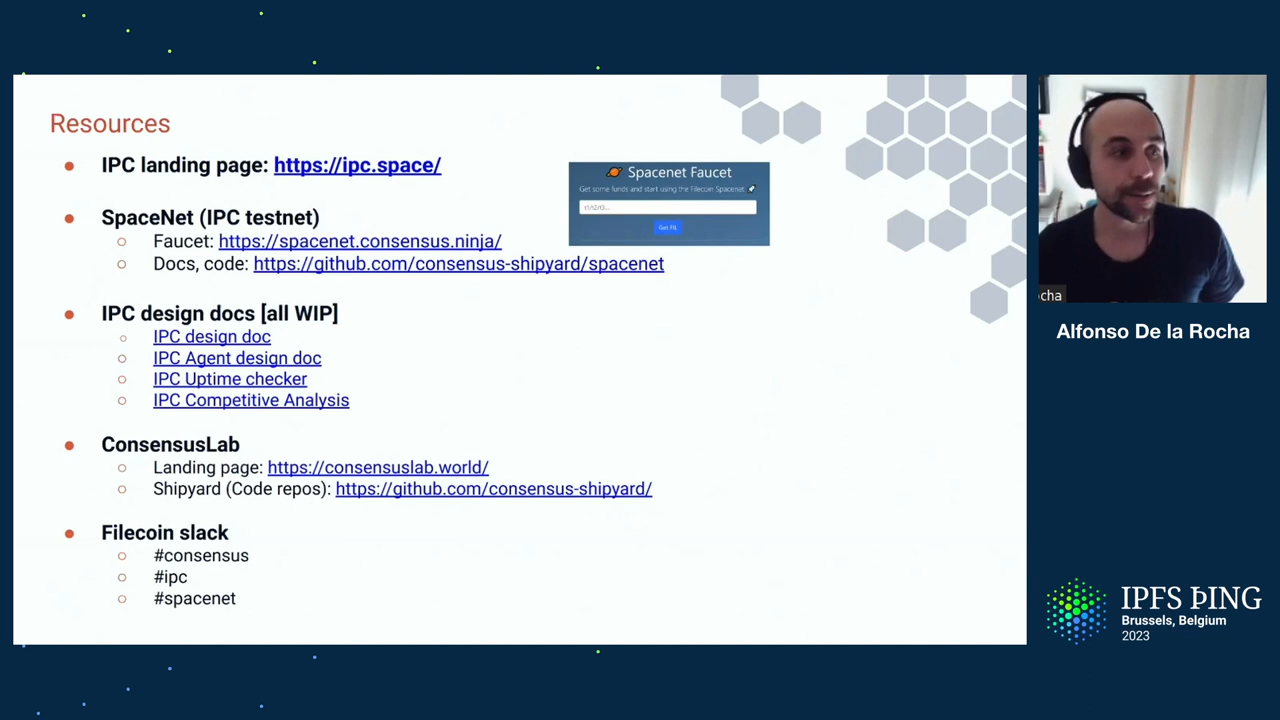 Resources
IPC landing page: https://ipc.space/
SpaceNet (IPC testnet)
Faucet: https://spacenet.consensus.ninja/
Docs, code: https://github.com/consensus-shipyard/spacenet
Spacenet Faucet
Get some funds and start using the Filecoin Spacenet
Get FIL
IPC design docs [all WIP]
IPC design doc
IPC Agent design doc
IPC Uptime checker
IPC Competitive Analysis
ConsensusLab
Landing page: https://consensuslab.world/
Shipyard (Code repos): https://github.com/consensus-shipyard/
Filecoin slack
#consensus
#ipc
#spacenet
cha
Alfonso De la Rocha
IPFS ÞING
Brussels, Belgium
2023